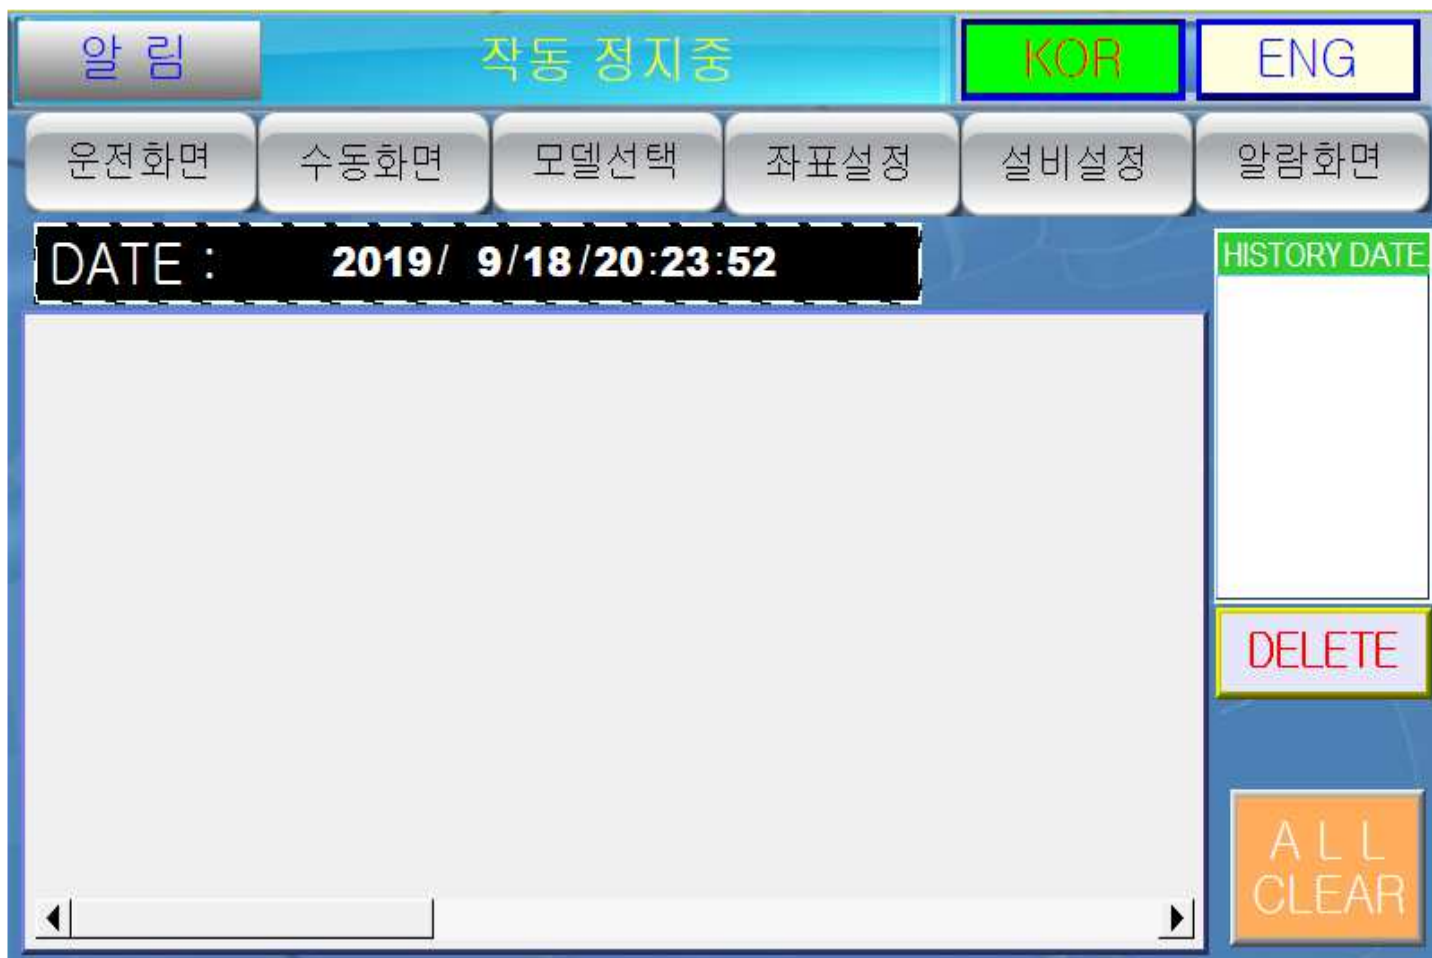 알 림 작동 정지중 KOR ENG
운전화면 수동화면 모델선택 좌표설정 설비설정 알람화면
DATE : 2019/ 9/18/20:23:52
HISTORY DATE
DELETE
ALL
CLEAR